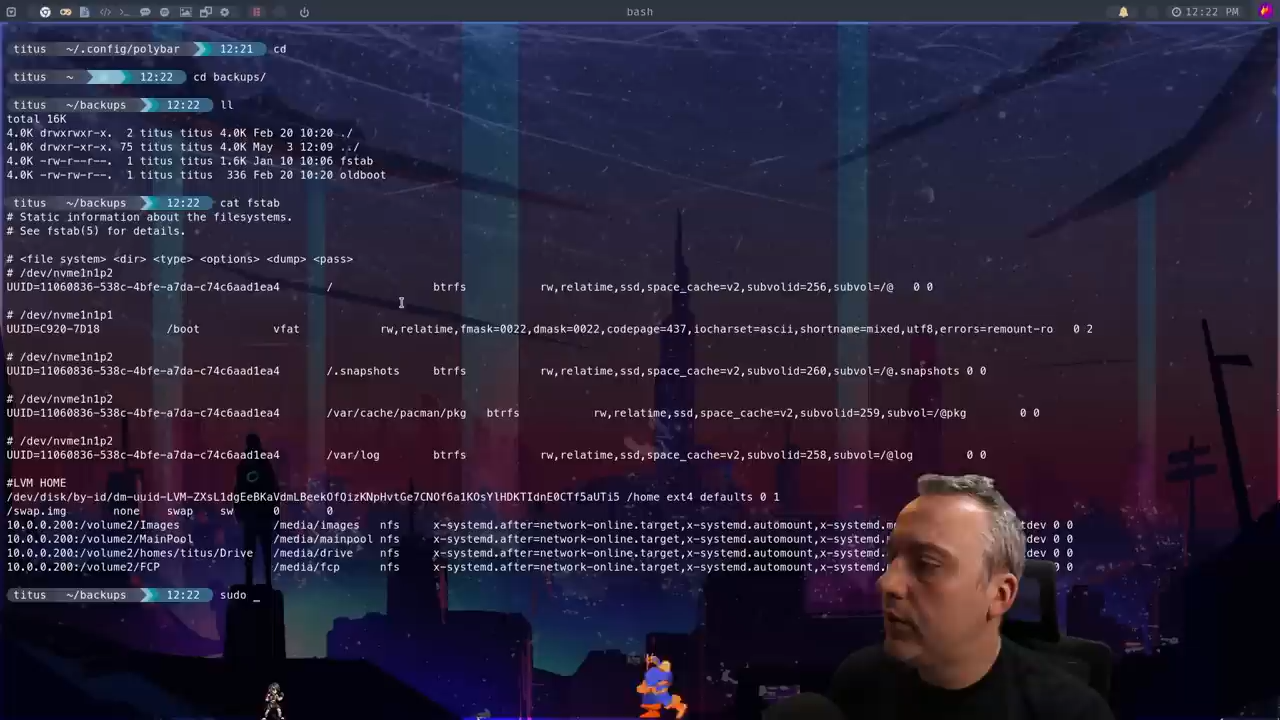 bash
12:22 PM
titus ~/.config/polybar 12:21 cd
titus ~ 12:22 cd backups/
titus ~/backups 12:22 ll
total 16K
4.0K drwxrwxr-x. 2 titus titus 4.0K Feb 20 10:20 ./
4.0K drwxr-xr-x. 75 titus titus 4.0K May 3 12:09 ../
4.0K -rw-r--r--. 1 titus titus 1.6K Jan 10 10:06 fstab
4.0K -rw-rw-r--. 1 titus titus 336 Feb 20 10:20 oldboot
titus ~/backups 12:22 cat fstab
# Static information about the filesystems.
# See fstab(5) for details.
# <file system> <dir> <type> <options> <dump> <pass>
# /dev/nvme1n1p2
UUID=11060836-538c-4bfe-a7da-c74c6aad1ea4 / btrfs rw,relatime,ssd,space_cache=v2,subvolid=256,subvol=/@ 0 0
# /dev/nvme1n1p1
UUID=C920-7D18 /boot vfat rw,relatime,fmask=0022,dmask=0022,codepage=437,iocharset=ascii,shortname=mixed,utf8,errors=remount-ro 0 2
# /dev/nvme1n1p2
UUID=11060836-538c-4bfe-a7da-c74c6aad1ea4 /.snapshots btrfs rw,relatime,ssd,space_cache=v2,subvolid=260,subvol=/@.snapshots 0 0
# /dev/nvme1n1p2
UUID=11060836-538c-4bfe-a7da-c74c6aad1ea4 /var/cache/pacman/pkg btrfs rw,relatime,ssd,space_cache=v2,subvolid=259,subvol=/@pkg 0 0
# /dev/nvme1n1p2
UUID=11060836-538c-4bfe-a7da-c74c6aad1ea4 /var/log btrfs rw,relatime,ssd,space_cache=v2,subvolid=258,subvol=/@log 0 0
#LVM HOME
/dev/disk/by-id/dm-uuid-LVM-ZXsL1dgEeBKaVdmLBeekOfQizKNpHvtGe7CNOf6a1KOsYlHDKTIdnE0CTf5aUTi5 /home ext4 defaults 0 1
/swap.img none swap sw 0 0
10.0.0.200:/volume2/Images /media/images nfs x-systemd.after=network-online.target,x-systemd.automount,x-systemd.m tdev 0 0
10.0.0.200:/volume2/MainPool /media/mainpool nfs x-systemd.after=network-online.target,x-systemd.automount,x-systemd. tdev 0 0
10.0.0.200:/volume2/homes/titus/Drive /media/drive nfs x-systemd.after=network-online.target,x-systemd.automount,x-systemd. tdev 0 0
10.0.0.200:/volume2/FCP /media/fcp nfs x-systemd.after=network-online.target,x-systemd.automount,x-systemd. tdev 0 0
titus ~/backups 12:22 sudo _